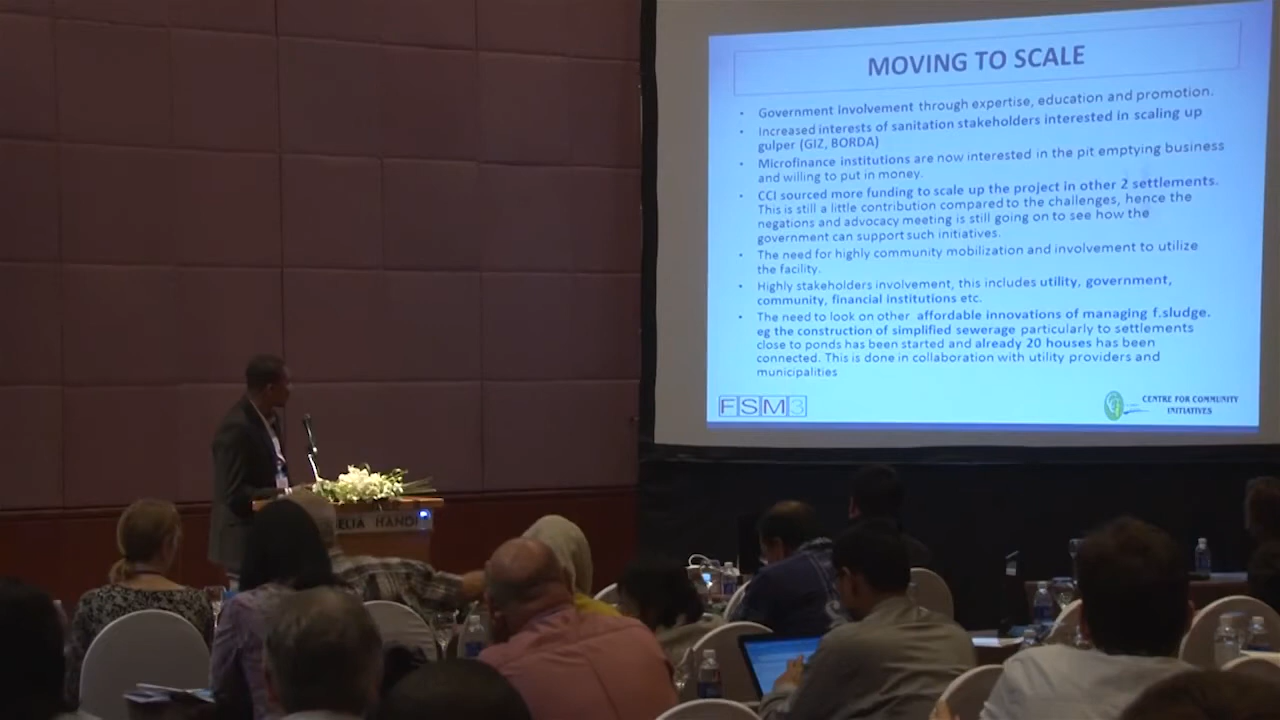 MOVING TO SCALE
• Government Involvement through expertise, education and promotion.
• Increased interests of sanitation stakeholders interested in scaling up
gulper (GIZ, BORDA)
• Microfinance institutions are now interested in the pit emptying business
and willing to put in money.
• CCI sourced more funding to scale up the project in other 2 settlements.
This is still a little contribution compared to the challenges, hence the
negations and advocacy meeting is still going on to see how the
government can support such initiatives.
• The need for highly community mobilization and involvement to utilize
the facility.
• Highly stakeholders involvement, this includes utility, government,
community, financial institutions etc.
• The need to look on other affordable innovations of managing f.sludge.
eg the construction of simplified sewerage particularly to settlements
close to ponds has been started and already 20 houses has been
connected. This is done in collaboration with utility providers and
municipalities
FSM3
CENTRE FOR COMMUNITY
INITIATIVES